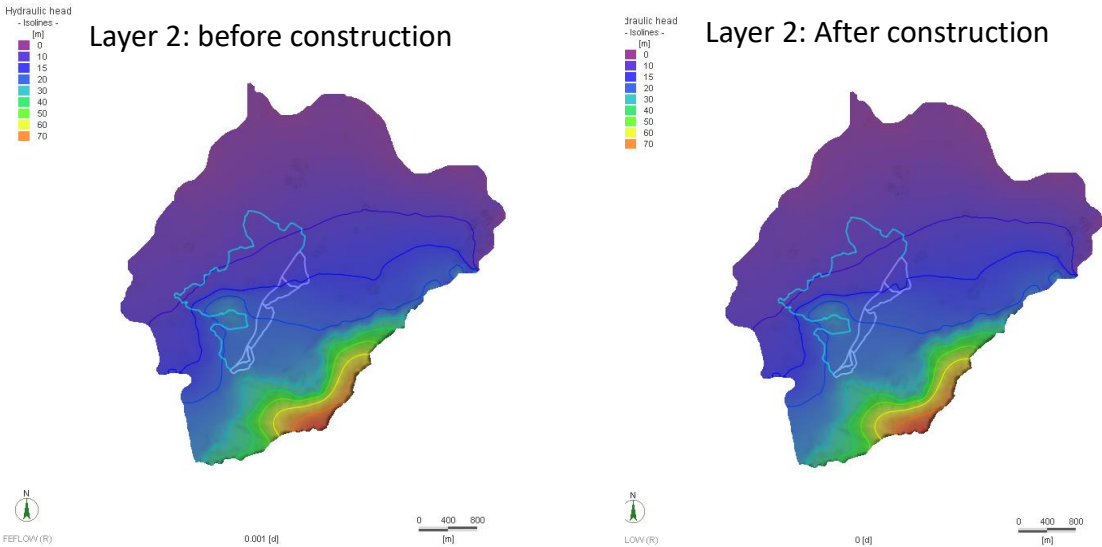 Hydraulic head
- Isolines -
[m]
0
10
15
20
30
40
50
60
70
Layer 2: before construction
N
FEFLOW (R)
0.001 [d]
0 400 800
[m]
draulic head
- Isolines -
[m]
0
10
15
20
30
40
50
60
70
Layer 2: After construction
N
LOW (R)
0 [d]
0 400 800
[m]